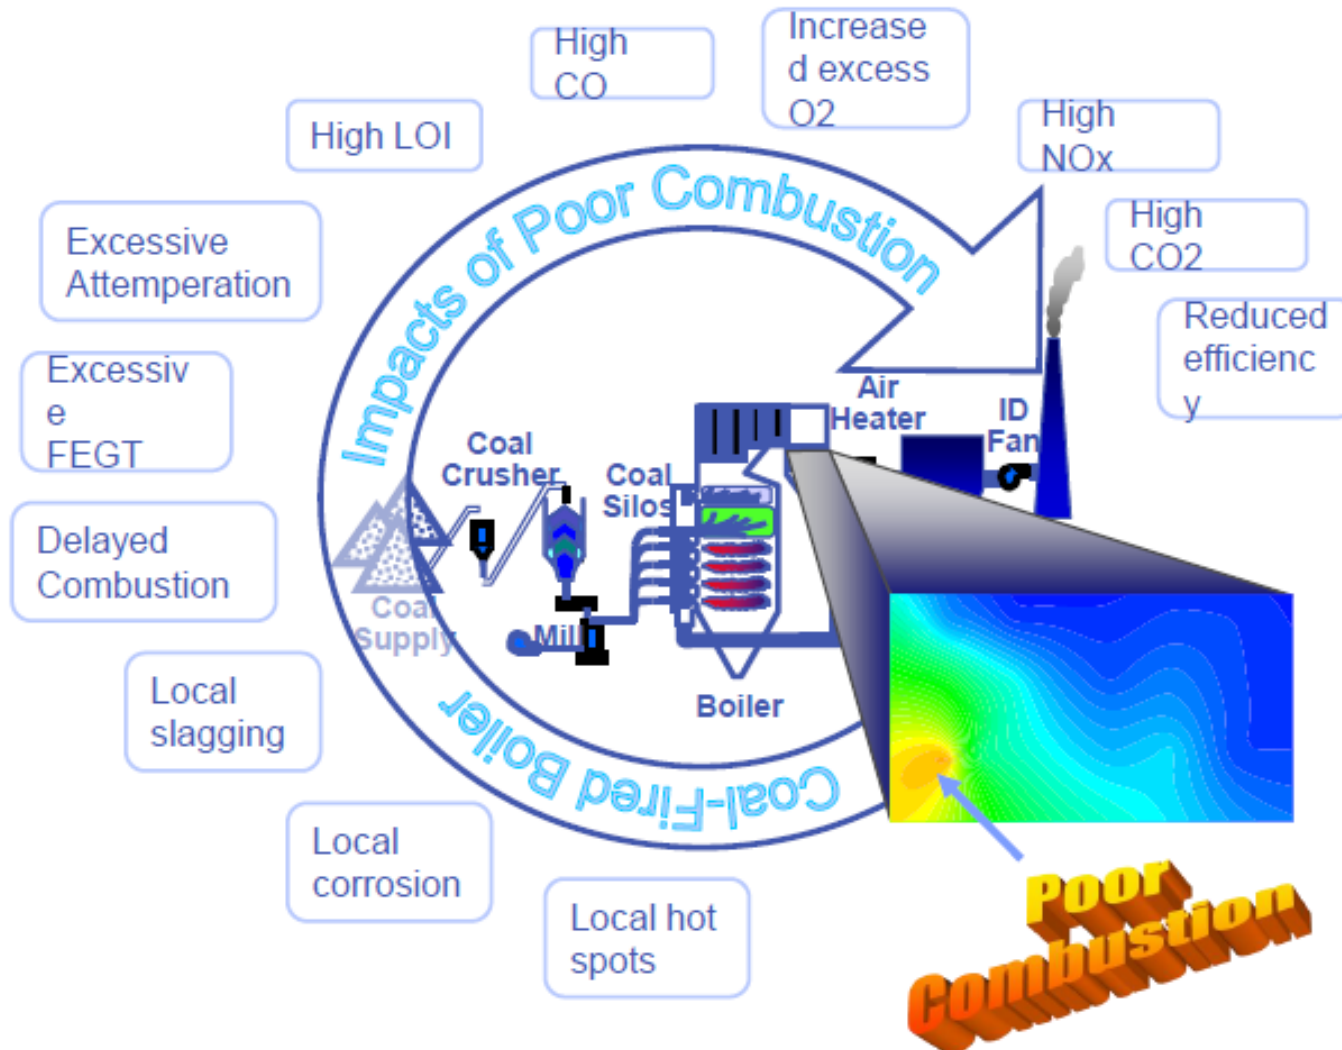 High
CO
Increase
d excess
O2
High LOI
High
NOx
Excessive
Attemperation
High
CO2
Reduced
efficienc
y
Excessiv
e
FEGT
Delayed
Combustion
Local
slagging
Local
corrosion
Local hot
spots
Impacts of Poor Combustion
Coal-Fired Boiler
Coal
Crusher
Coal
Silos
Air
Heater
ID
Fan
Coal
Supply
Mill
Boiler
Poor
Combustion